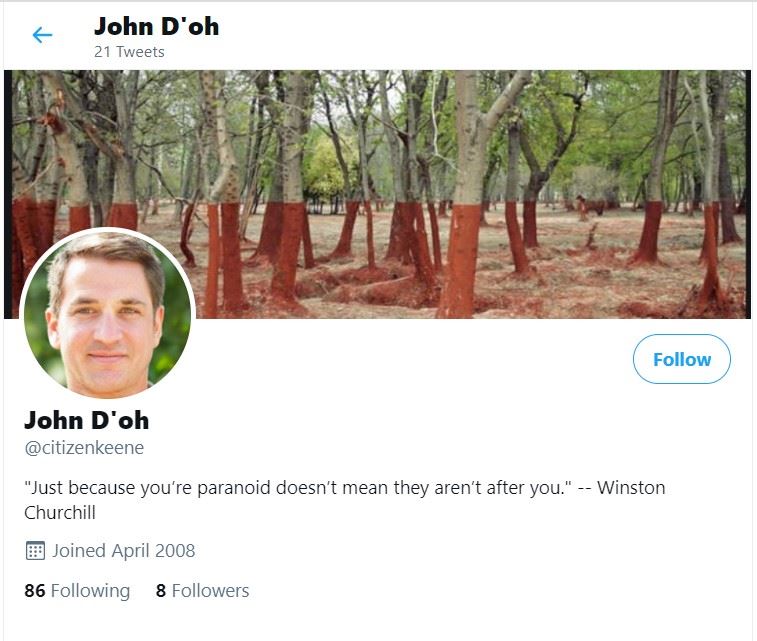 John D'oh
21 Tweets
Follow
John D'oh
@citizenkeene
"Just because you’re paranoid doesn’t mean they aren’t after you." -- Winston
Churchill
Joined April 2008
86 Following 8 Followers